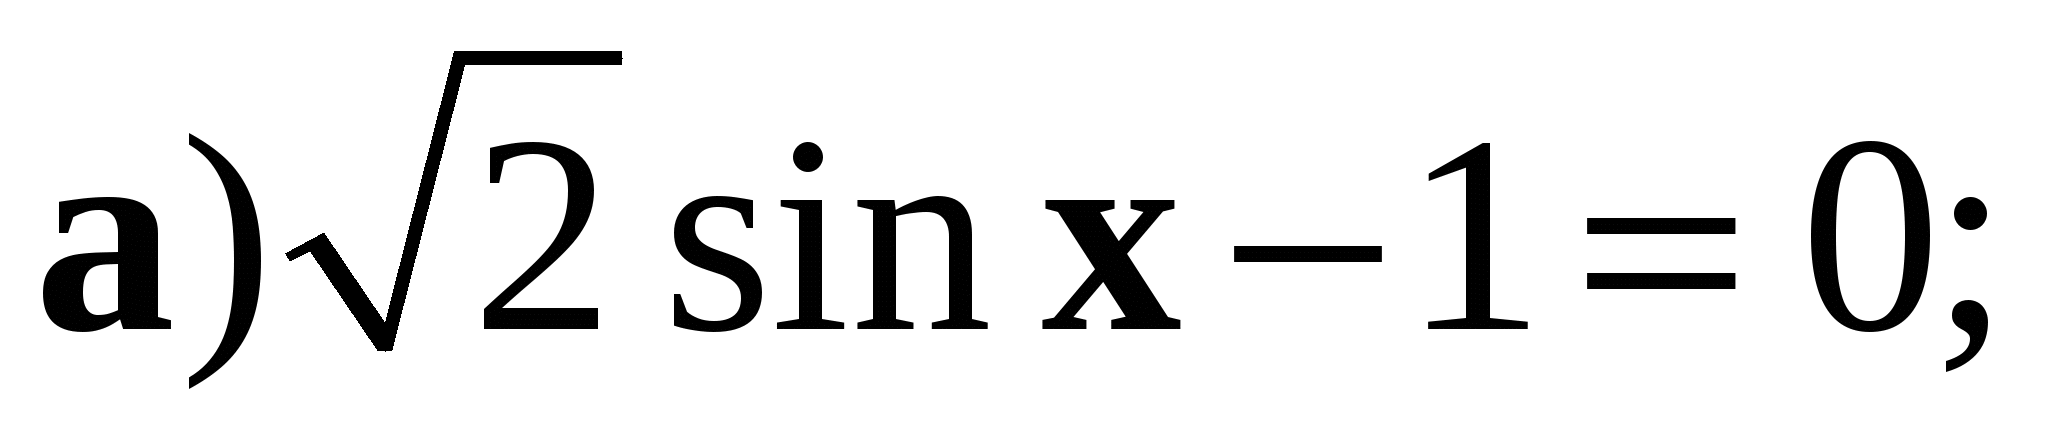 a)√2 sin x − 1 = 0;